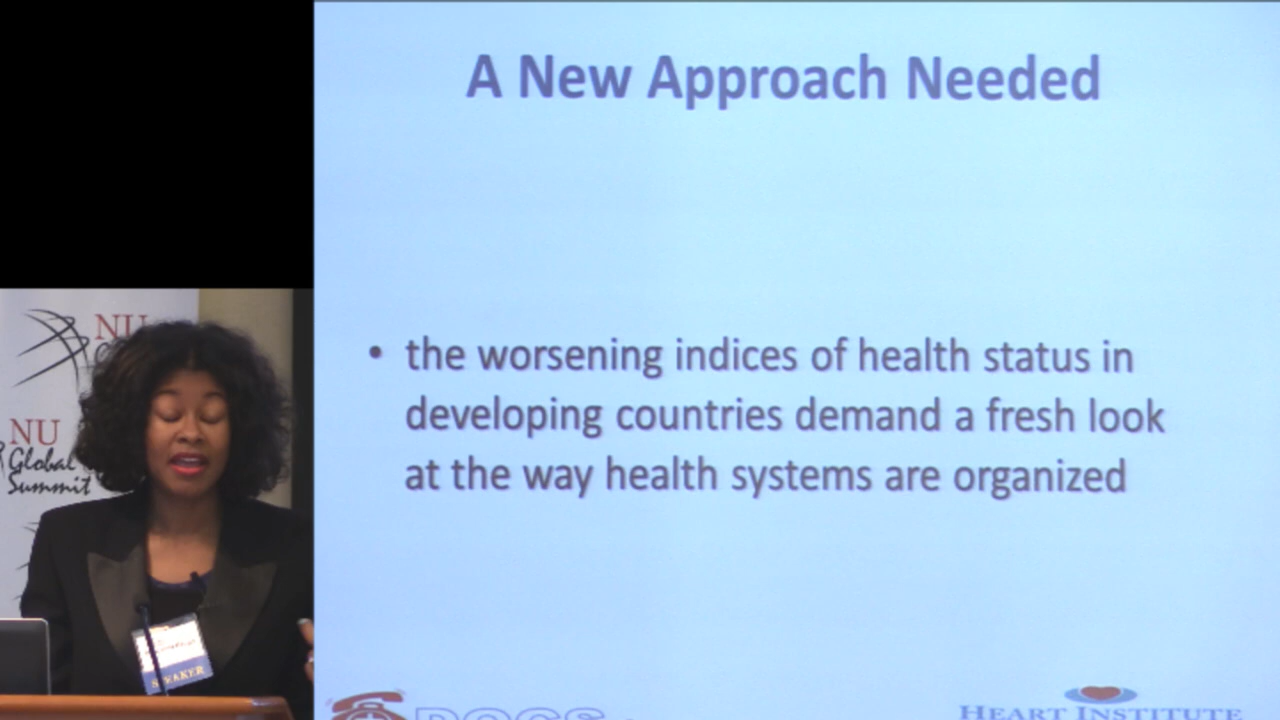 A New Approach Needed
• the worsening indices of health status in
developing countries demand a fresh look
at the way health systems are organized
HEART INSTITUTE
NU
NU
Global
Summit
SPEAKER